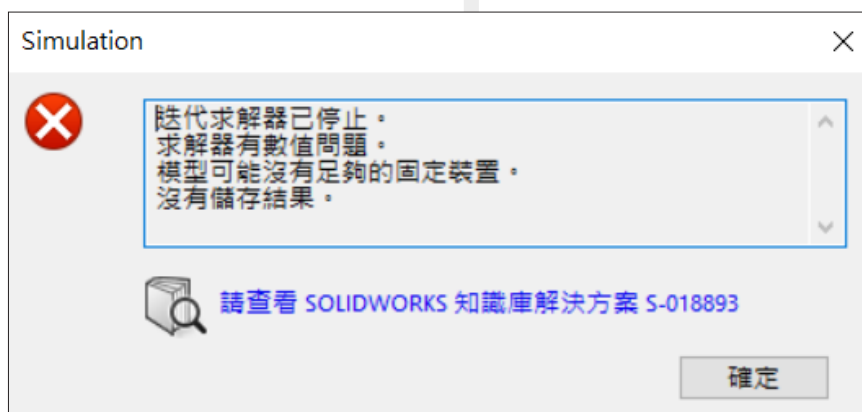 Simulation
迭代求解器已停止。
求解器有數值問題。
模型可能沒有足夠的固定裝置。
沒有儲存結果。
請查看 SOLIDWORKS 知識庫解決方案 S-018893
確定